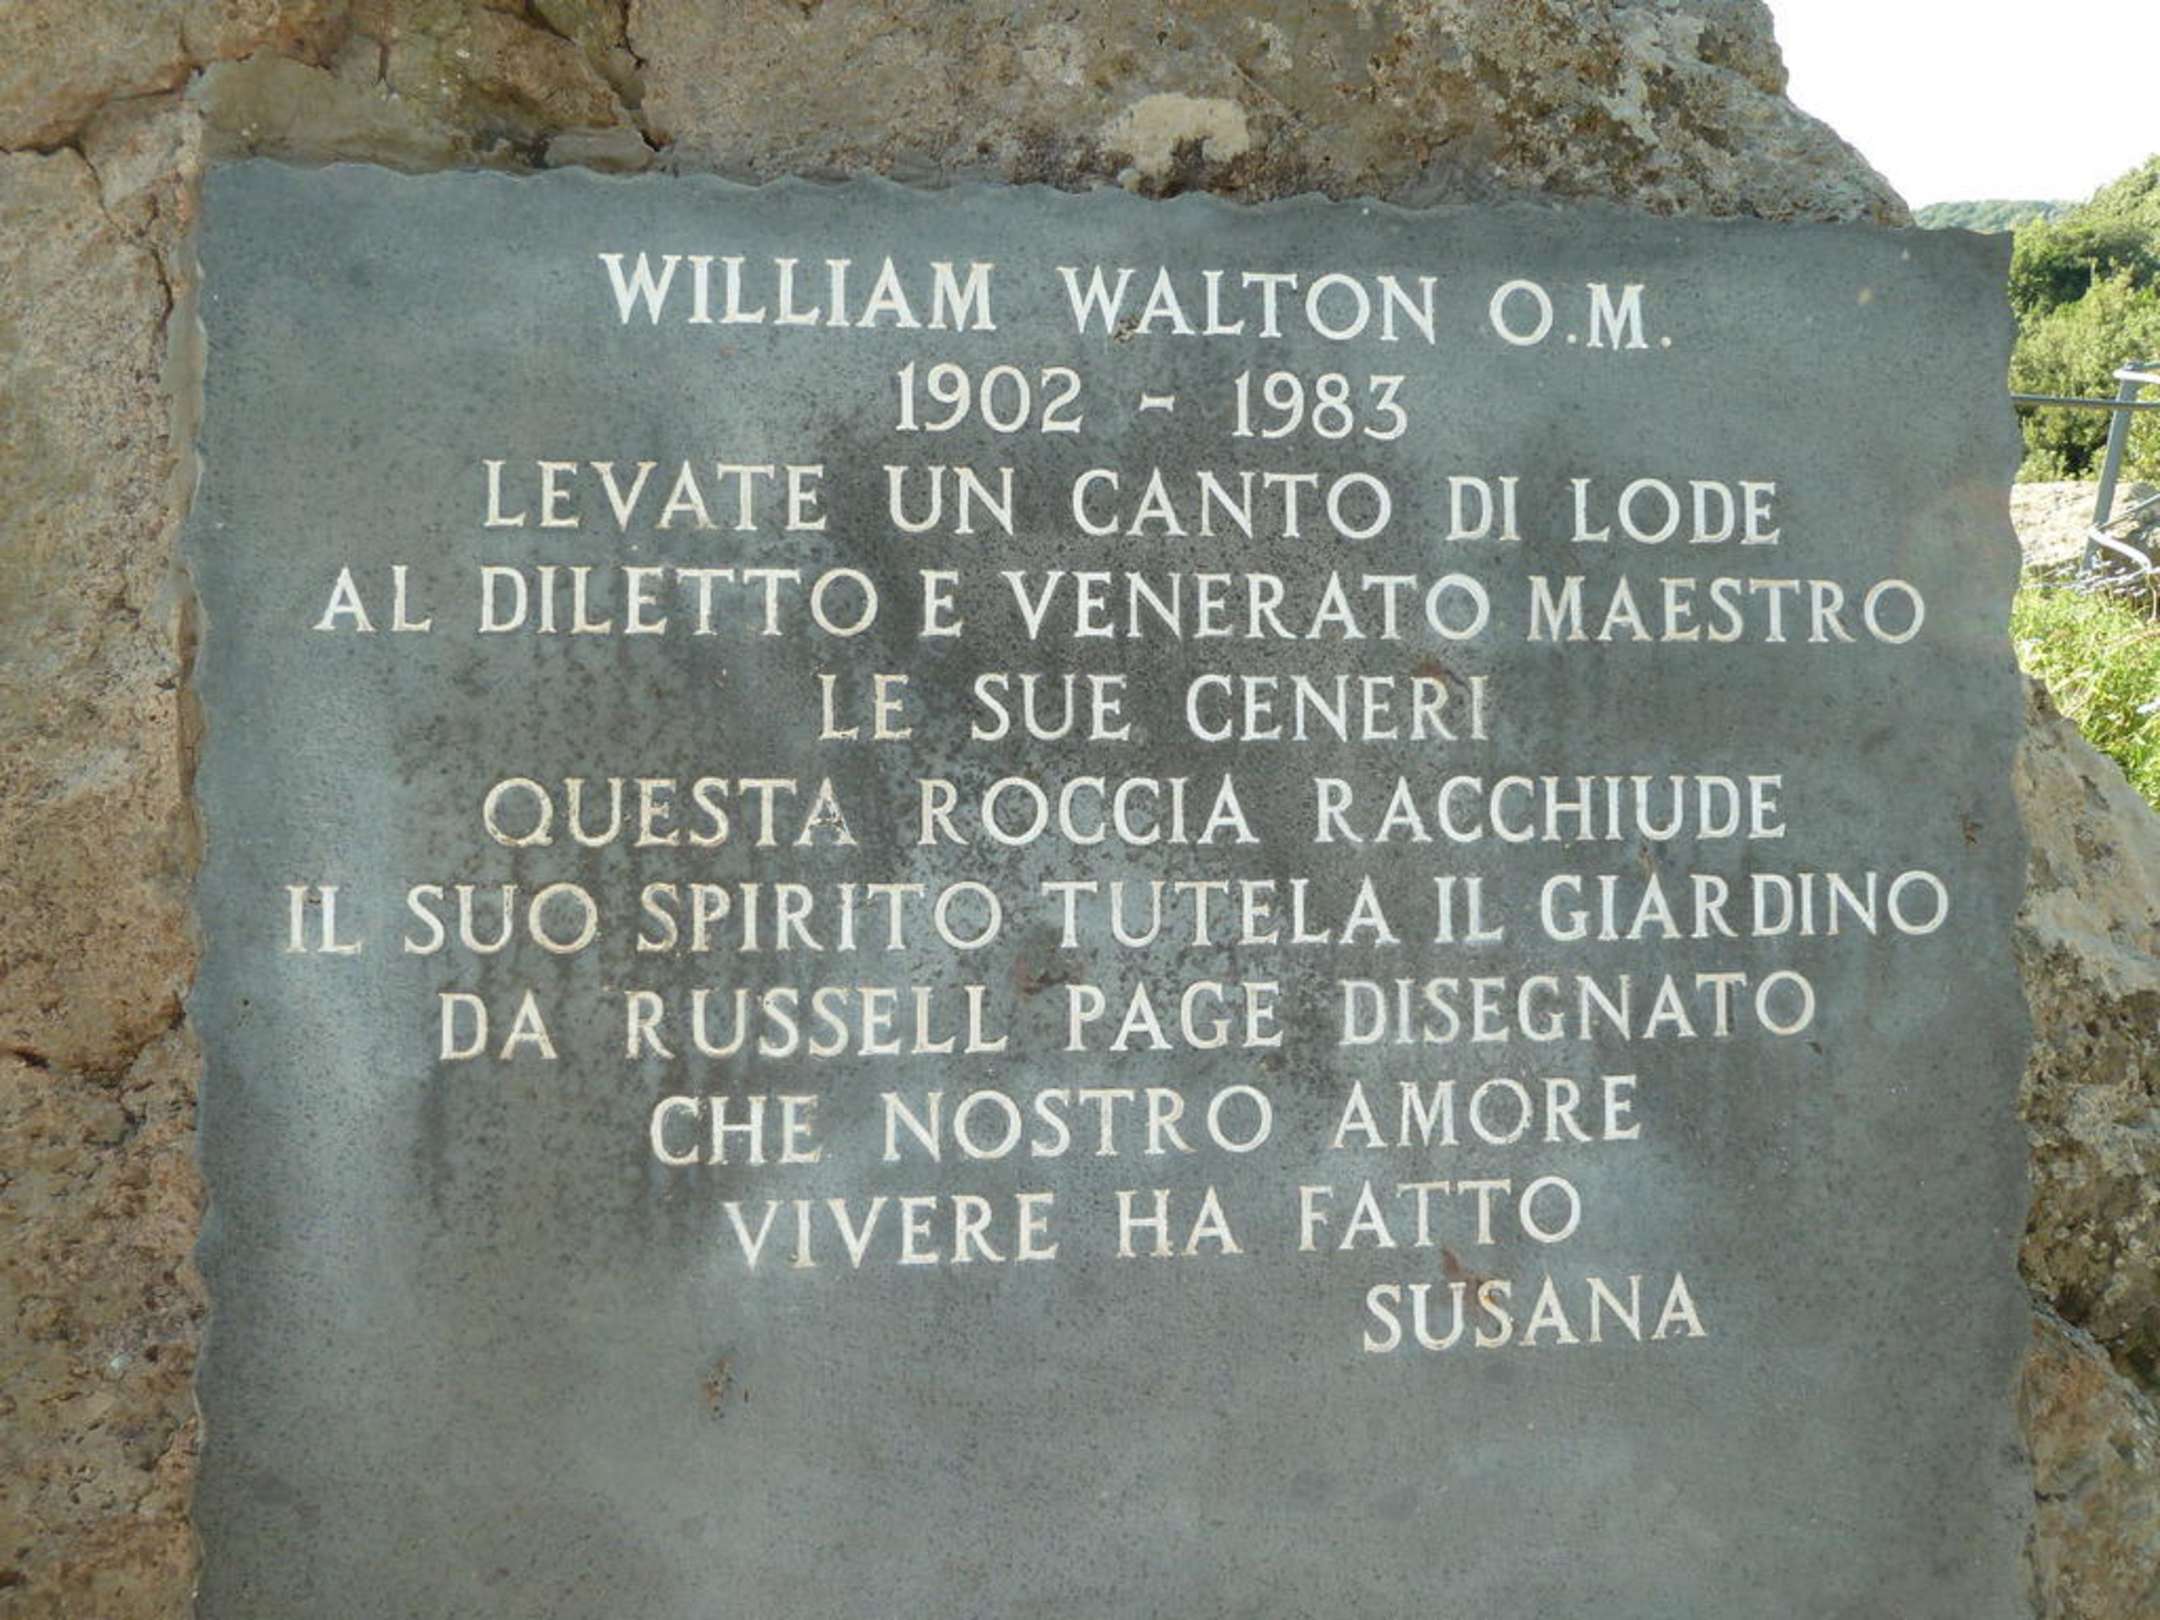 WILLIAM WALTON O.M.
1902 - 1983
LEVATE UN CANTO DI LODE
AL DILETTO E VENERATO MAESTRO
LE SUE CENERI
QUESTA ROCCIA RACCHIUDE
IL SUO SPIRITO TUTELA IL GIARDINO
DA RUSSELL PAGE DISEGNATO
CHE NOSTRO AMORE
VIVERE HA FATTO
SUSANA